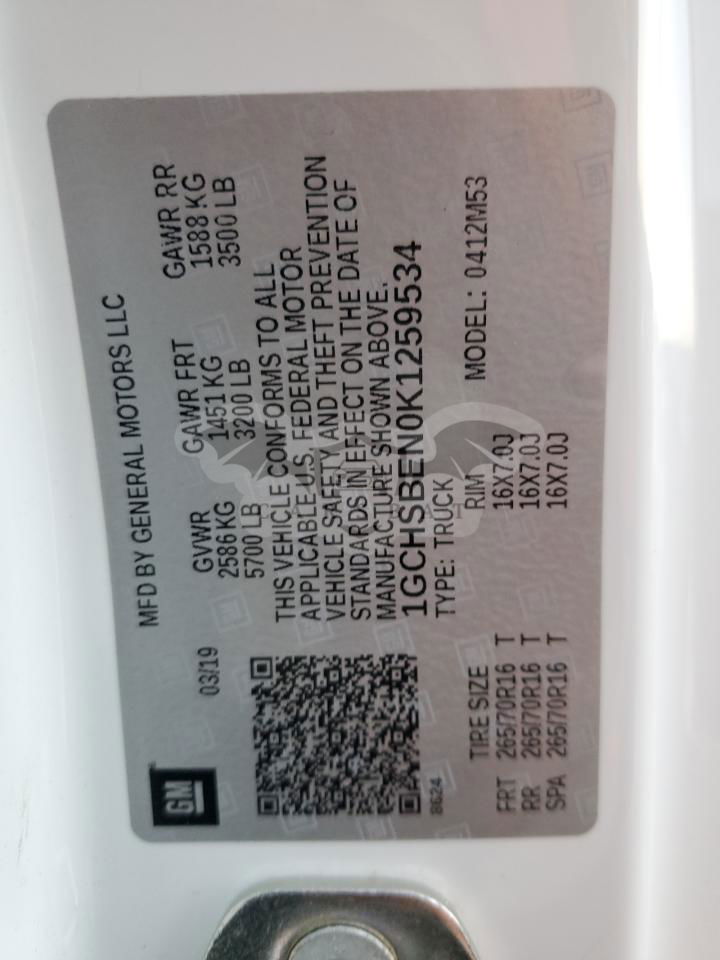 GM
MFD BY GENERAL MOTORS LLC
03/19
GVWR GAWR FRT GAWR RR
2586 KG 1451 KG 1588 KG
5700 LB 3200 LB 3500 LB
THIS VEHICLE CONFORMS TO ALL
APPLICABLE U.S. FEDERAL MOTOR
VEHICLE SAFETY AND THEFT PREVENTION
STANDARDS IN EFFECT ON THE DATE OF
MANUFACTURE SHOWN ABOVE.
1GCHSBEN0K1259534
8624
TYPE: TRUCK MODEL: 0412M53
TIRE SIZE RIM
FRT 265/70R16 T 16X7.0J
RR 265/70R16 T 16X7.0J
SPA 265/70R16 T 16X7.0J